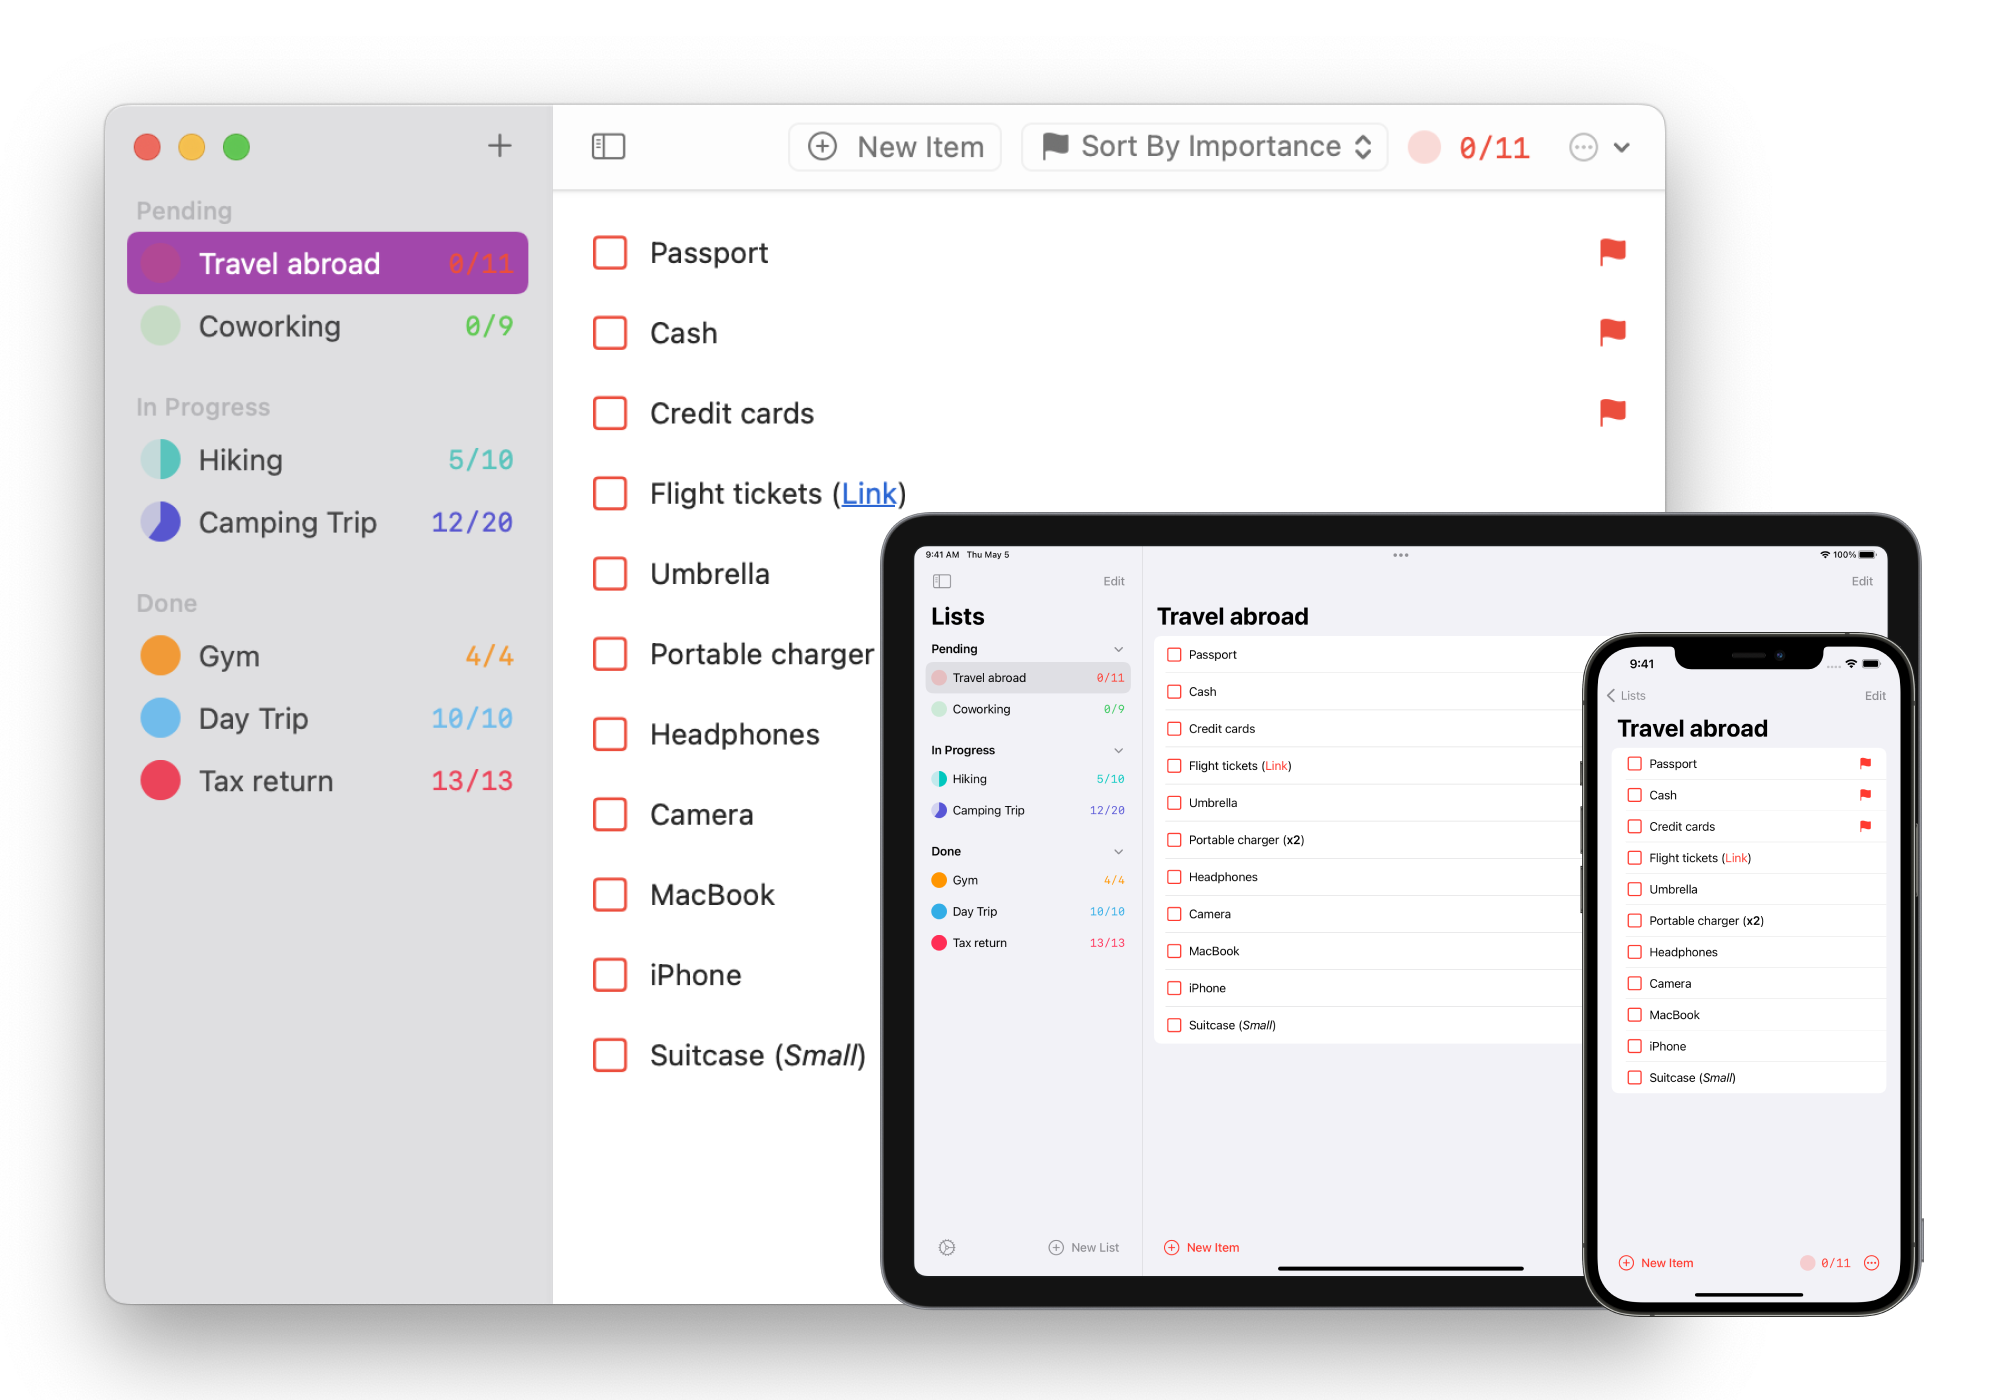 New Item
Sort By Importance
0/11
Pending
Travel abroad 0/11
Coworking 0/9
In Progress
Hiking 5/10
Camping Trip 12/20
Done
Gym 4/4
Day Trip 10/10
Tax return 13/13
Passport
Cash
Credit cards
Flight tickets (Link)
Umbrella
Portable charger
Headphones
Camera
MacBook
iPhone
Suitcase (Small)
9:41 AM Thu May 5
100%
Edit
Edit
Lists
Pending
Travel abroad 0/11
Coworking 0/9
In Progress
Hiking 5/10
Camping Trip 12/20
Done
Gym 4/4
Day Trip 10/10
Tax return 13/13
New List
Travel abroad
Passport
Cash
Credit cards
Flight tickets (Link)
Umbrella
Portable charger (x2)
Headphones
Camera
MacBook
iPhone
Suitcase (Small)
New Item
9:41
Lists
Edit
Travel abroad
Passport
Cash
Credit cards
Flight tickets (Link)
Umbrella
Portable charger (x2)
Headphones
Camera
MacBook
iPhone
Suitcase (Small)
New Item
0/11